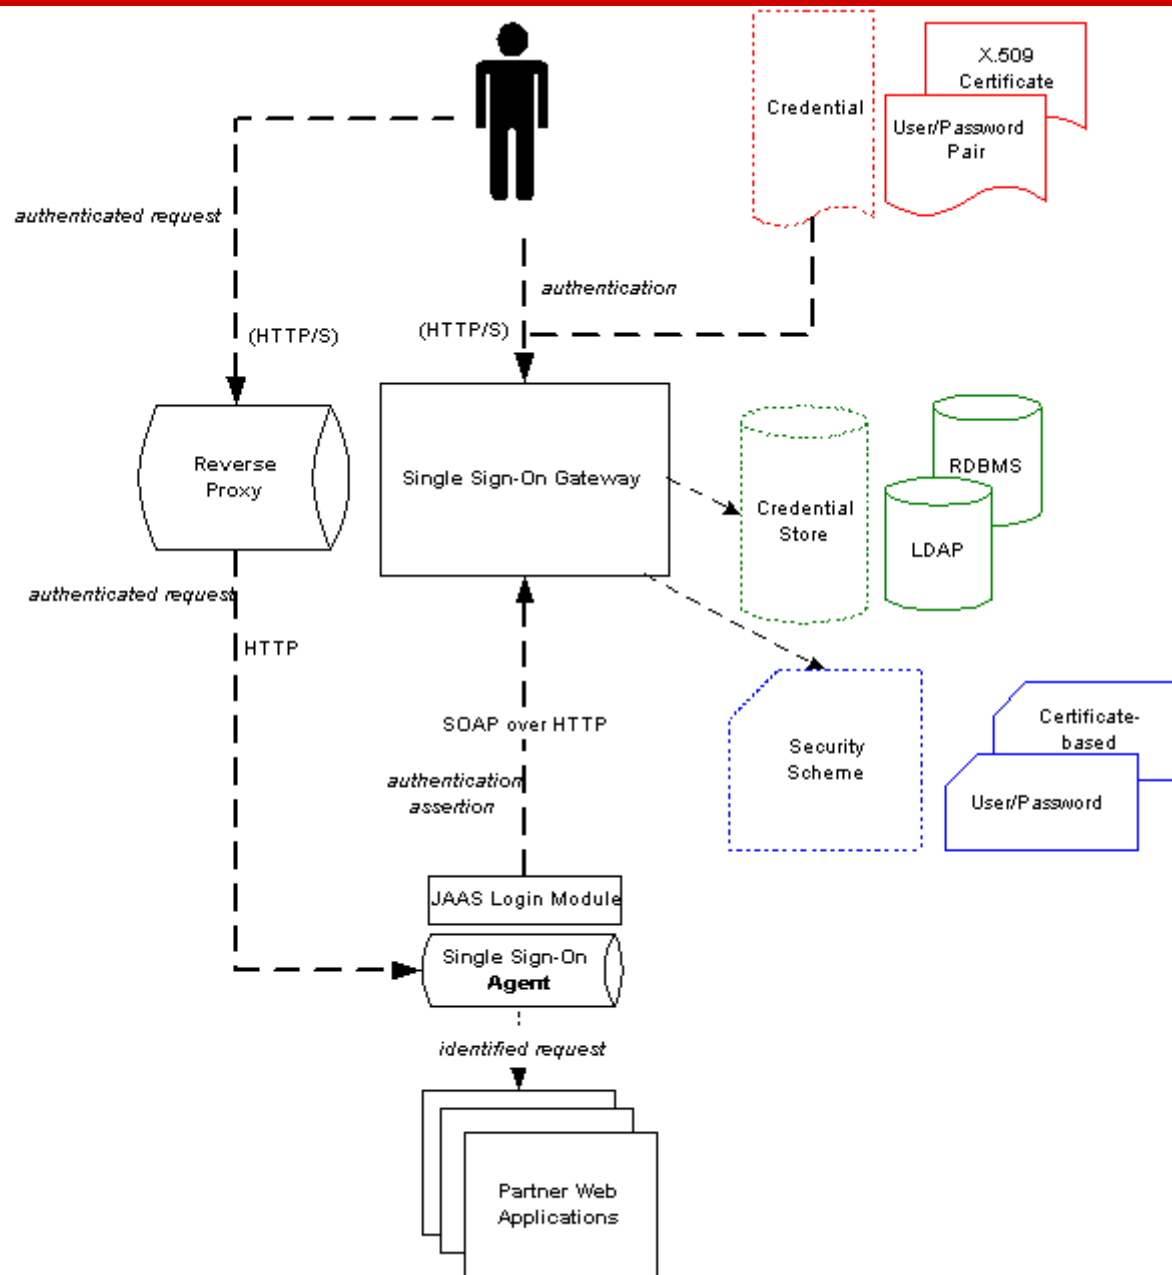 X.509
Certificate
Credential
User/Password
Pair
authenticated request
authentication
(HTTP/S)
(HTTP/S)
Reverse
Proxy
Single Sign-On Gateway
RDBMS
Credential
Store
LDAP
authenticated request
HTTP
SOAP over HTTP
authentication
assertion
Security
Scheme
Certificate-
based
User/Password
JAAS Login Module
Single Sign-On
Agent
identified request
Partner Web
Applications